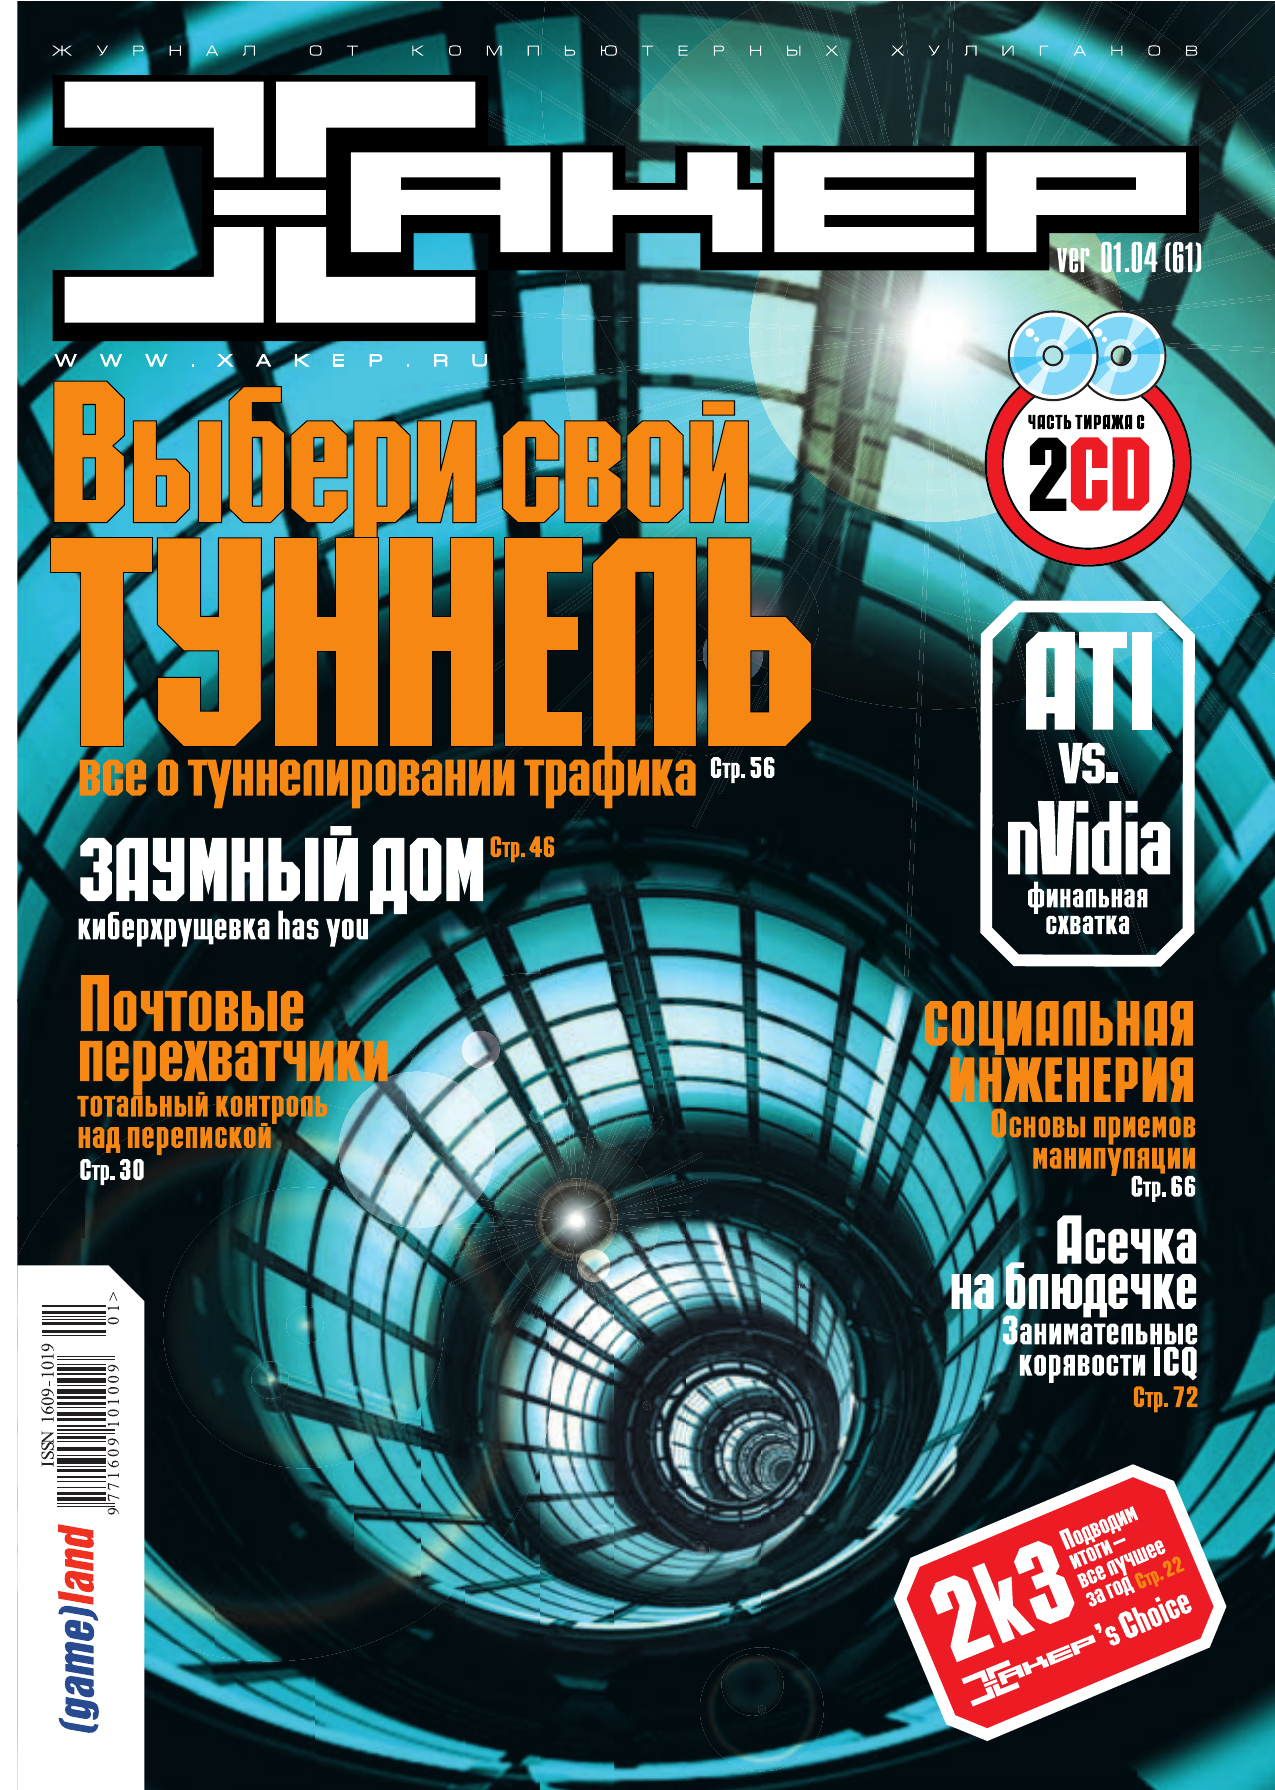 ЖУРНАЛ ОТ КОМПЬЮТЕРНЫХ ХУЛИГАНОВ
ХАКЕР
ver 01.04 (61)
WWW.XAKEP.RU
ЧАСТЬ ТИРАЖА С
2CD
Выбери свой
ТУННЕЛЬ
все о туннелировании трафика Стр. 56
ATI
vs.
nVidia
финальная
схватка
ЗАУМНЫЙ ДОМ Стр. 46
киберхрущевка has you
Почтовые
перехватчики
тотальный контроль
над перепиской
Стр. 30
СОЦИАЛЬНАЯ
ИНЖЕНЕРИЯ
Основы приемов
манипуляции
Стр. 66
Асечка
на блюдечке
Занимательные
корявости ICQ
Стр. 72
ISSN 1609-1019
9 771609 101009
01>
(game)land
2k3
Подводим
итоги –
все лучшее
за год Стр. 22
ХАКЕР's Choice